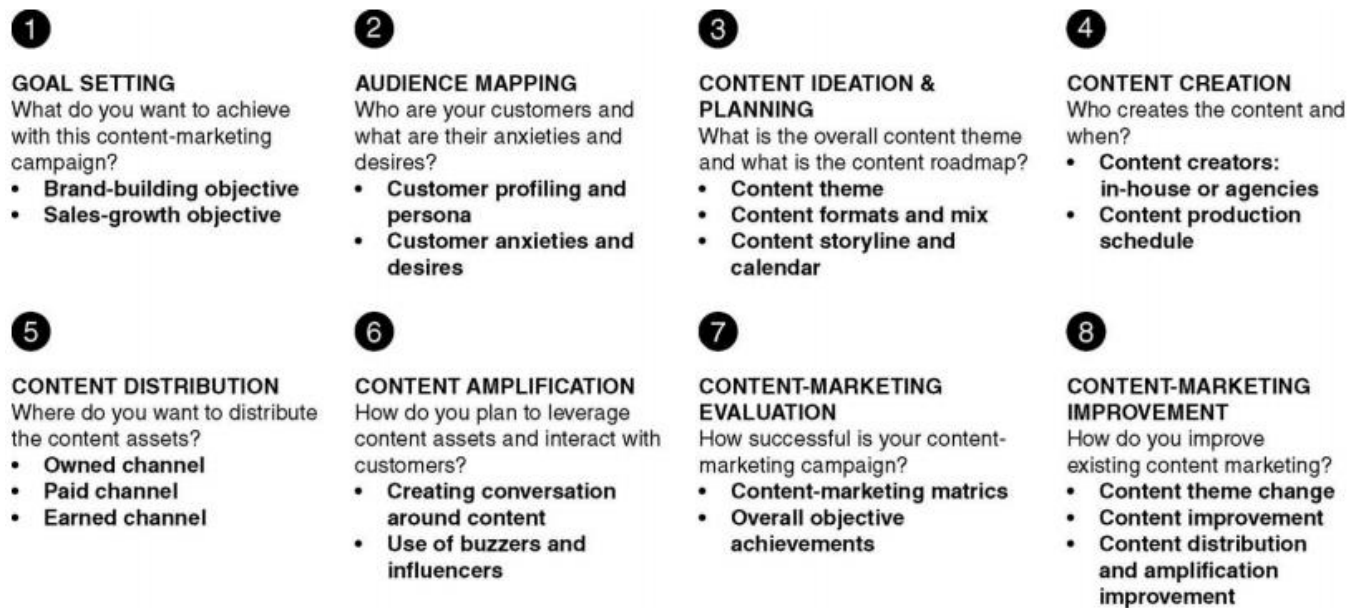 1
GOAL SETTING
What do you want to achieve
with this content-marketing
campaign?
• Brand-building objective
• Sales-growth objective
2
AUDIENCE MAPPING
Who are your customers and
what are their anxieties and
desires?
• Customer profiling and
persona
• Customer anxieties and
desires
3
CONTENT IDEATION &
PLANNING
What is the overall content theme
and what is the content roadmap?
• Content theme
• Content formats and mix
• Content storyline and
calendar
4
CONTENT CREATION
Who creates the content and
when?
• Content creators:
in-house or agencies
• Content production
schedule
5
CONTENT DISTRIBUTION
Where do you want to distribute
the content assets?
• Owned channel
• Paid channel
• Earned channel
6
CONTENT AMPLIFICATION
How do you plan to leverage
content assets and interact with
customers?
• Creating conversation
around content
• Use of buzzers and
influencers
7
CONTENT-MARKETING
EVALUATION
How successful is your content-
marketing campaign?
• Content-marketing matrics
• Overall objective
achievements
8
CONTENT-MARKETING
IMPROVEMENT
How do you improve
existing content marketing?
• Content theme change
• Content improvement
• Content distribution
and amplification
improvement